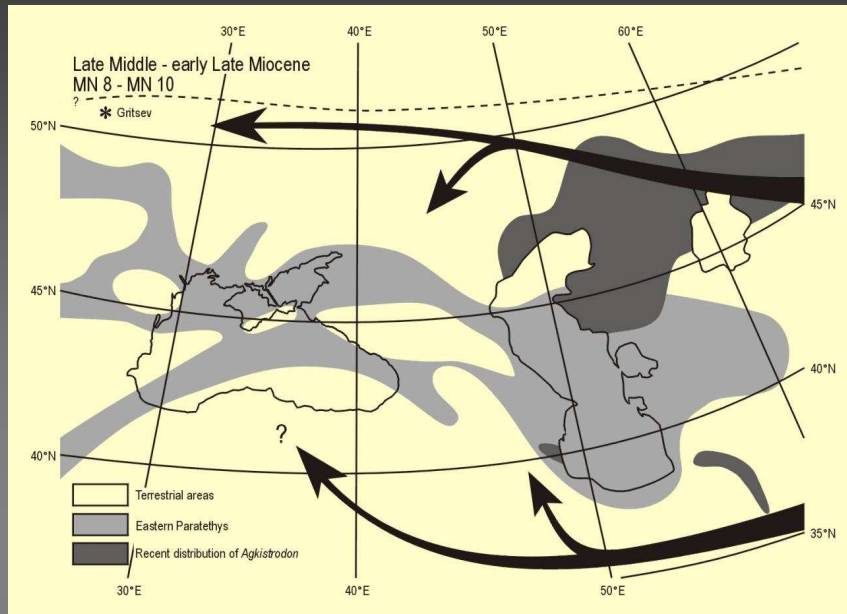 30°E 40°E 50°E 60°E
Late Middle - early Late Miocene
MN 8 - MN 10
?
* Gritsev
50°N
45°N
45°N
40°N
?
40°N
Terrestrial areas
Eastern Paratethys
35°N
Recent distribution of Agkistrodon
30°E 40°E 50°E